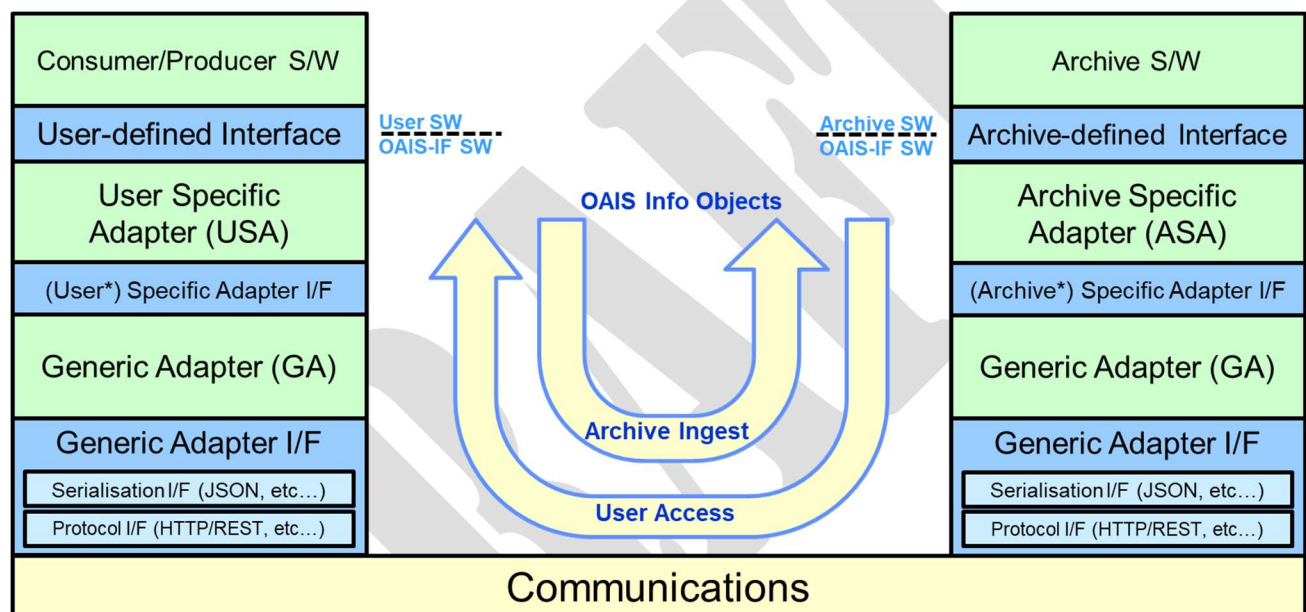 Consumer/Producer S/W
User-defined Interface
User Specific
Adapter (USA)
(User*) Specific Adapter I/F
Generic Adapter (GA)
Generic Adapter I/F
Serialisation I/F (JSON, etc…)
Protocol I/F (HTTP/REST, etc…)
User SW
OAIS-IF SW
Archive SW
OAIS-IF SW
OAIS Info Objects
Archive Ingest
User Access
Archive S/W
Archive-defined Interface
Archive Specific
Adapter (ASA)
(Archive*) Specific Adapter I/F
Generic Adapter (GA)
Generic Adapter I/F
Serialisation I/F (JSON, etc…)
Protocol I/F (HTTP/REST, etc…)
Communications